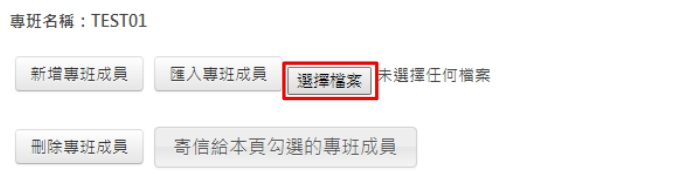 專班名稱：TEST01
新增專班成員 匯入專班成員 選擇檔案 未選擇任何檔案
刪除專班成員 寄信給本頁勾選的專班成員